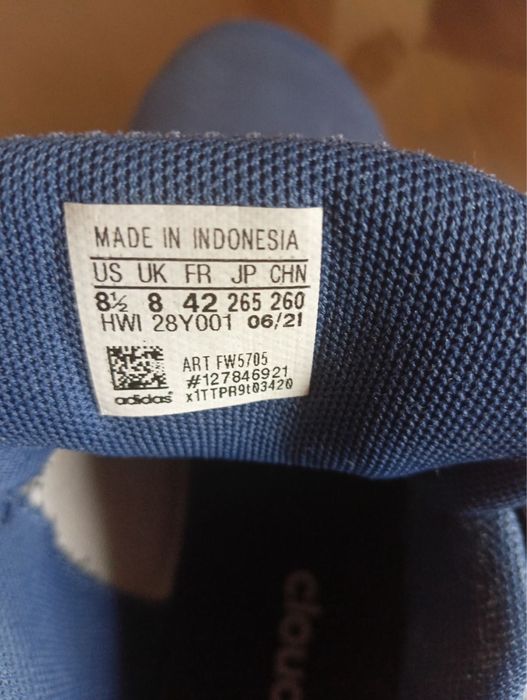 MADE IN INDONESIA
US UK FR JP CHN
8½ 8 42 265 260
HWI 28Y001 06/21
ART FW5705
#127846921
x1TTPR9t03420
adidas
clou